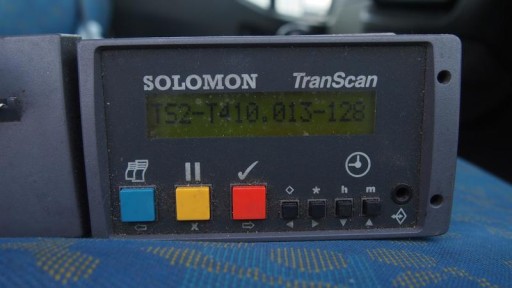 SOLOMON TranScan
TS2-T410.013-128
h m